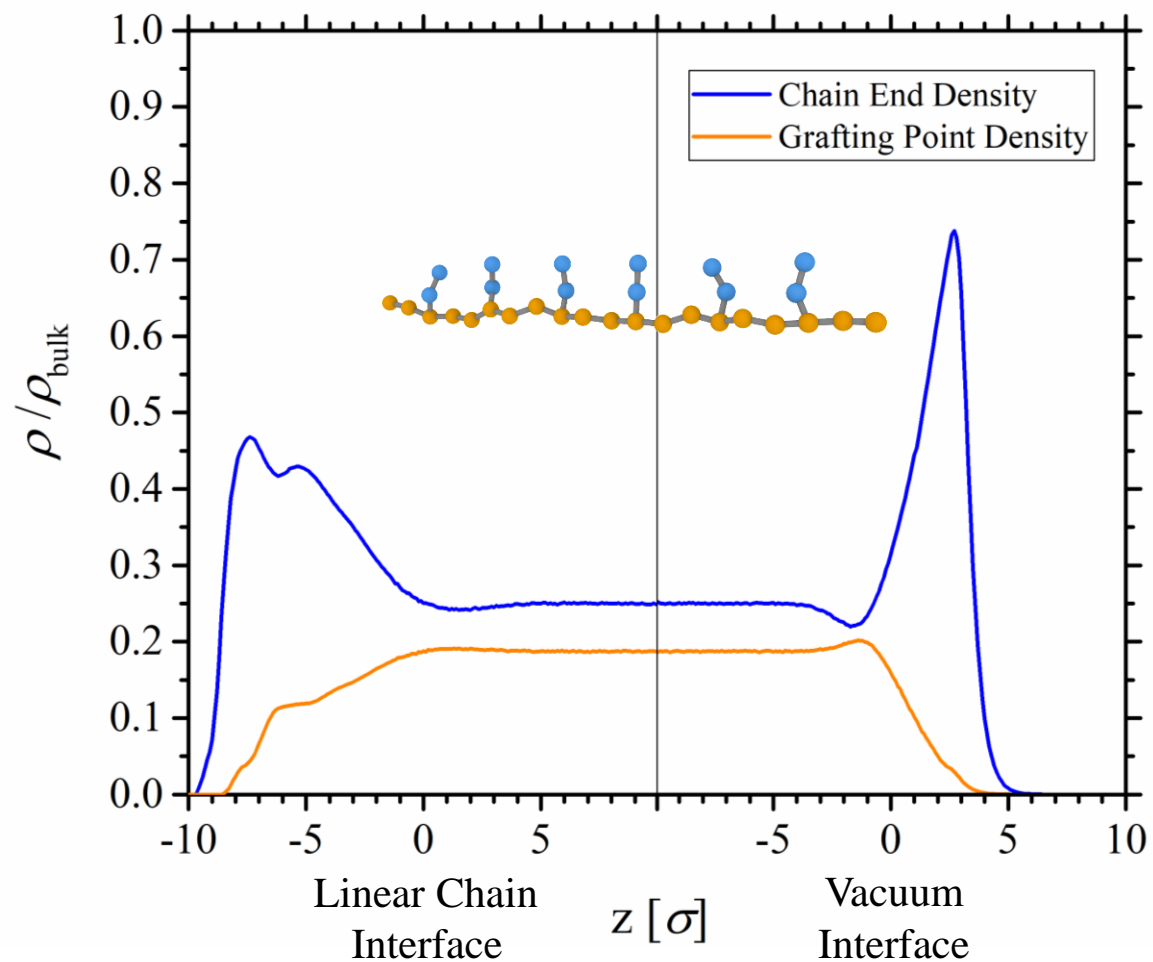 1.0
0.9
0.8
0.7
0.6
0.5
0.4
0.3
0.2
0.1
0.0
ρ/ρbulk
Chain End Density
Grafting Point Density
-10 -5 0 5 -5 0 5 10
Linear Chain
Interface
z [σ]
Vacuum
Interface